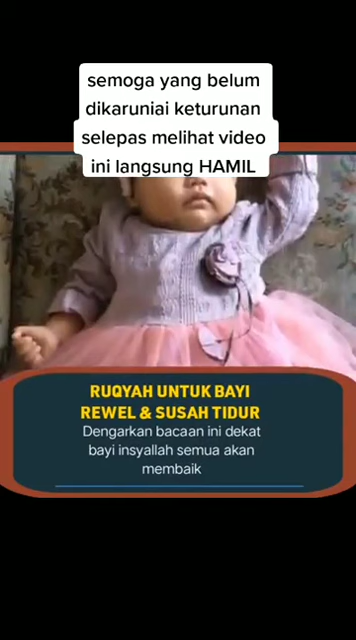 semoga yang belum
dikaruniai keturunan
selepas melihat video
ini langsung HAMIL
RUQYAH UNTUK BAYI
REWEL & SUSAH TIDUR
Dengarkan bacaan ini dekat
bayi insyallah semua akan
membaik